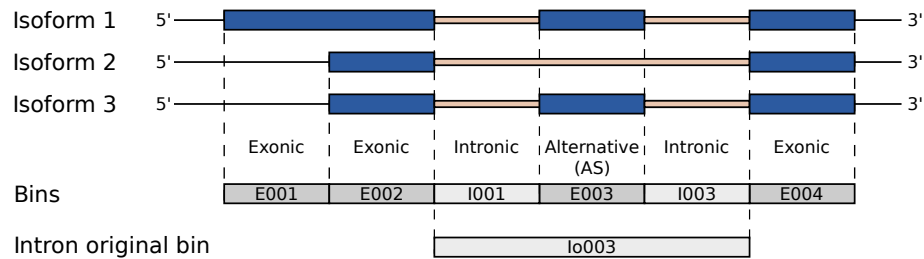 Isoform 1 5' 3'
Isoform 2 5' 3'
Isoform 3 5' 3'
Exonic Exonic Intronic Alternative (AS) Intronic Exonic
Bins E001 E002 I001 E003 I003 E004
Intron original bin Io003